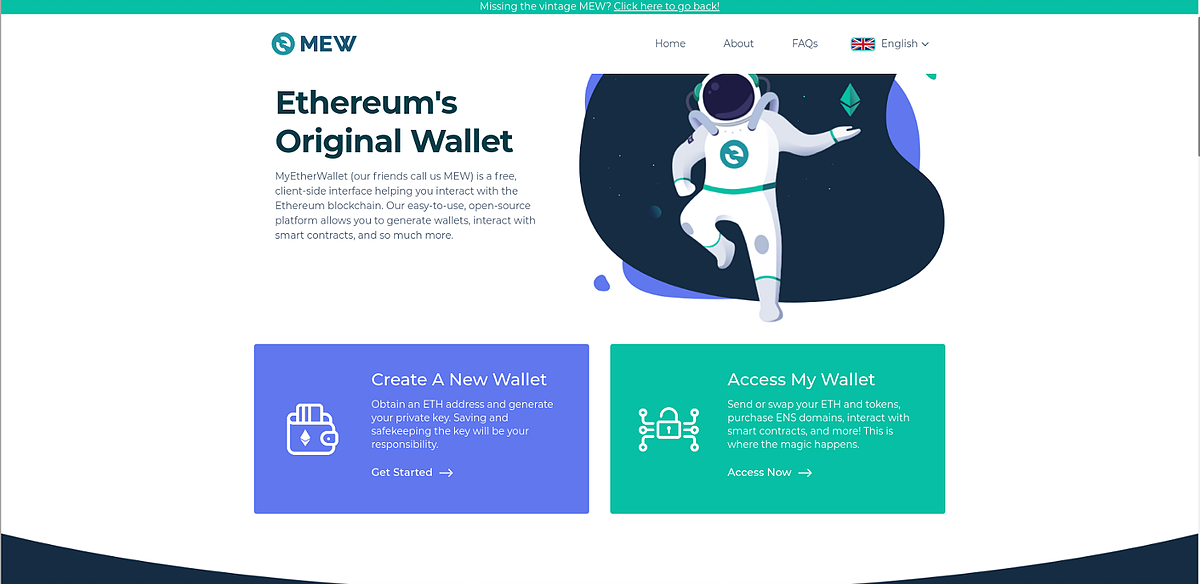 Missing the vintage MEW? Click here to go back!
MEW
Home About FAQs English
Ethereum's
Original Wallet
MyEtherWallet (our friends call us MEW) is a free,
client-side interface helping you interact with the
Ethereum blockchain. Our easy-to-use, open-source
platform allows you to generate wallets, interact with
smart contracts, and so much more.
Create A New Wallet
Obtain an ETH address and generate
your private key. Saving and
safekeeping the key will be your
responsibility.
Get Started
Access My Wallet
Send or swap your ETH and tokens,
purchase ENS domains, interact with
smart contracts, and more! This is
where the magic happens.
Access Now